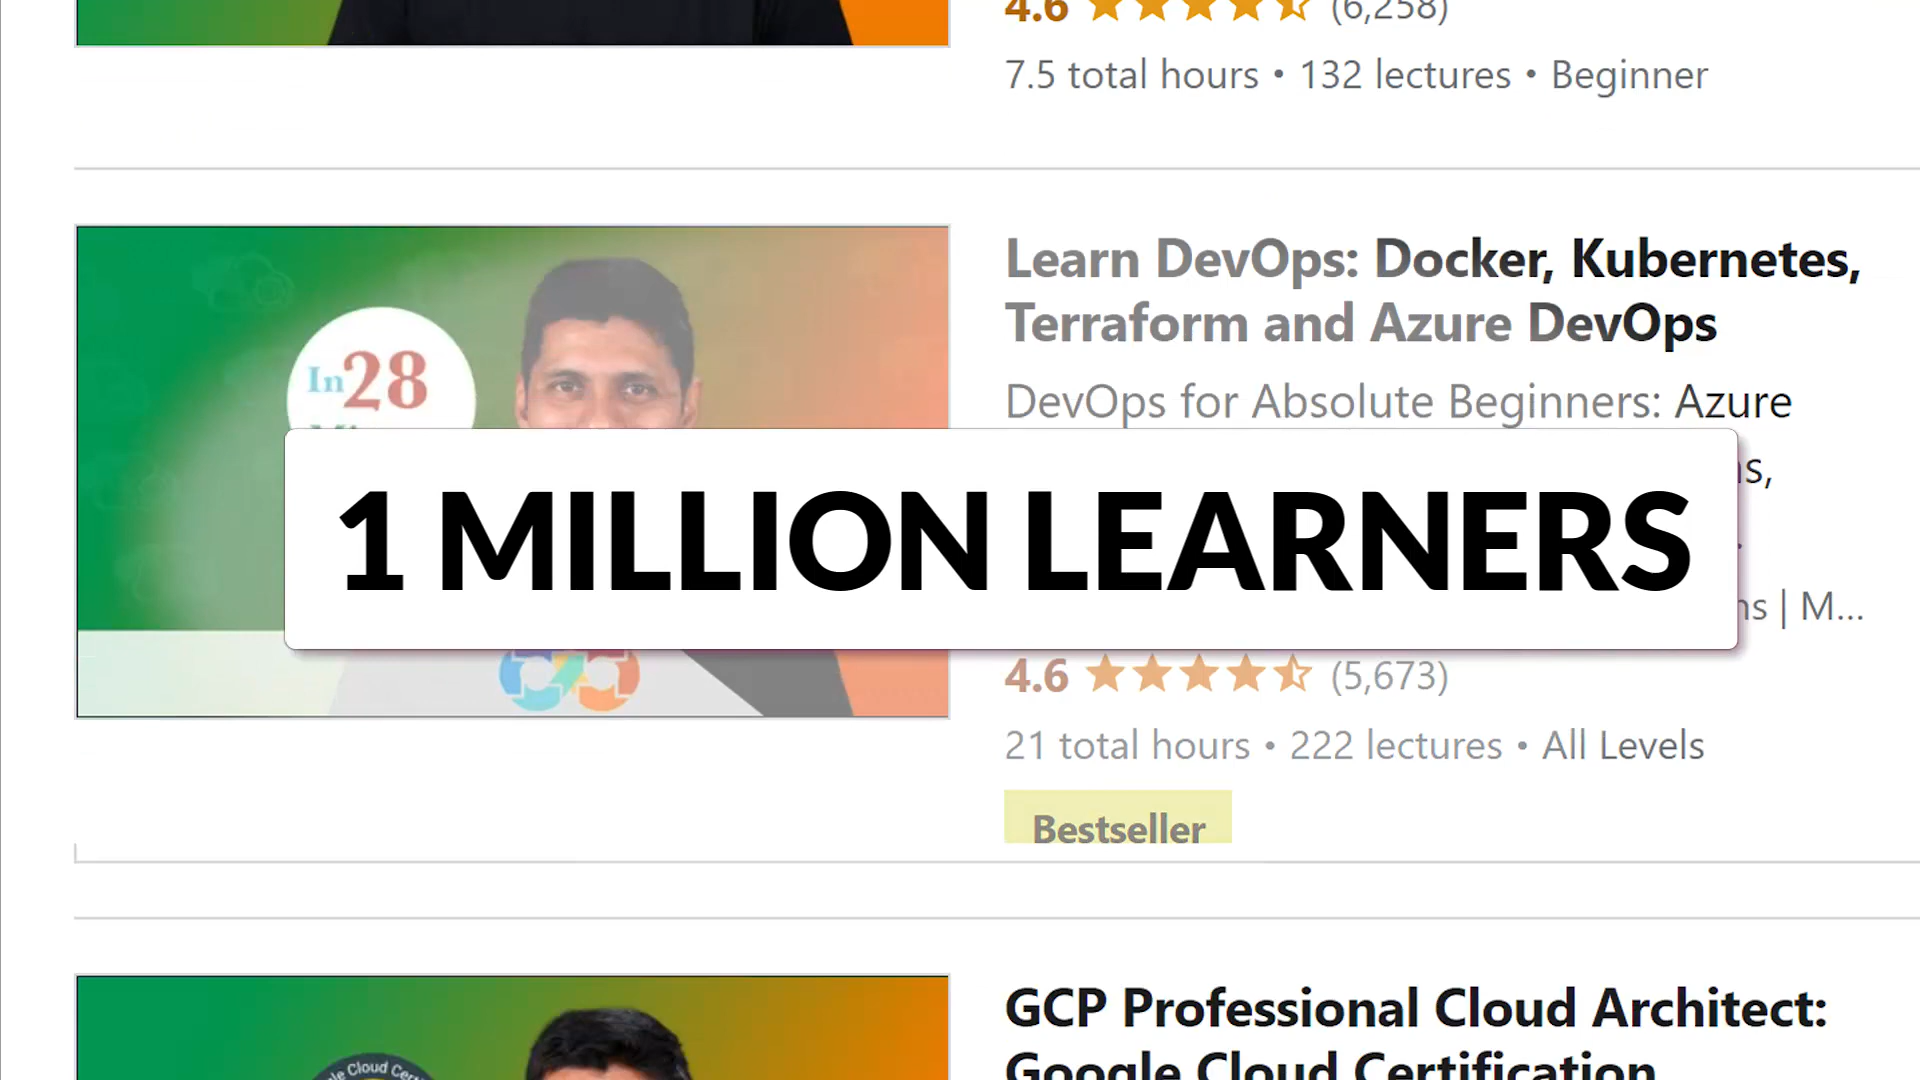 4.6 (6,258)
7.5 total hours • 132 lectures • Beginner
In28
Learn DevOps: Docker, Kubernetes,
Terraform and Azure DevOps
DevOps for Absolute Beginners: Azure
1 MILLION LEARNERS
| M...
4.6 (5,673)
21 total hours • 222 lectures • All Levels
Bestseller
GCP Professional Cloud Architect:
Google Cloud Certification